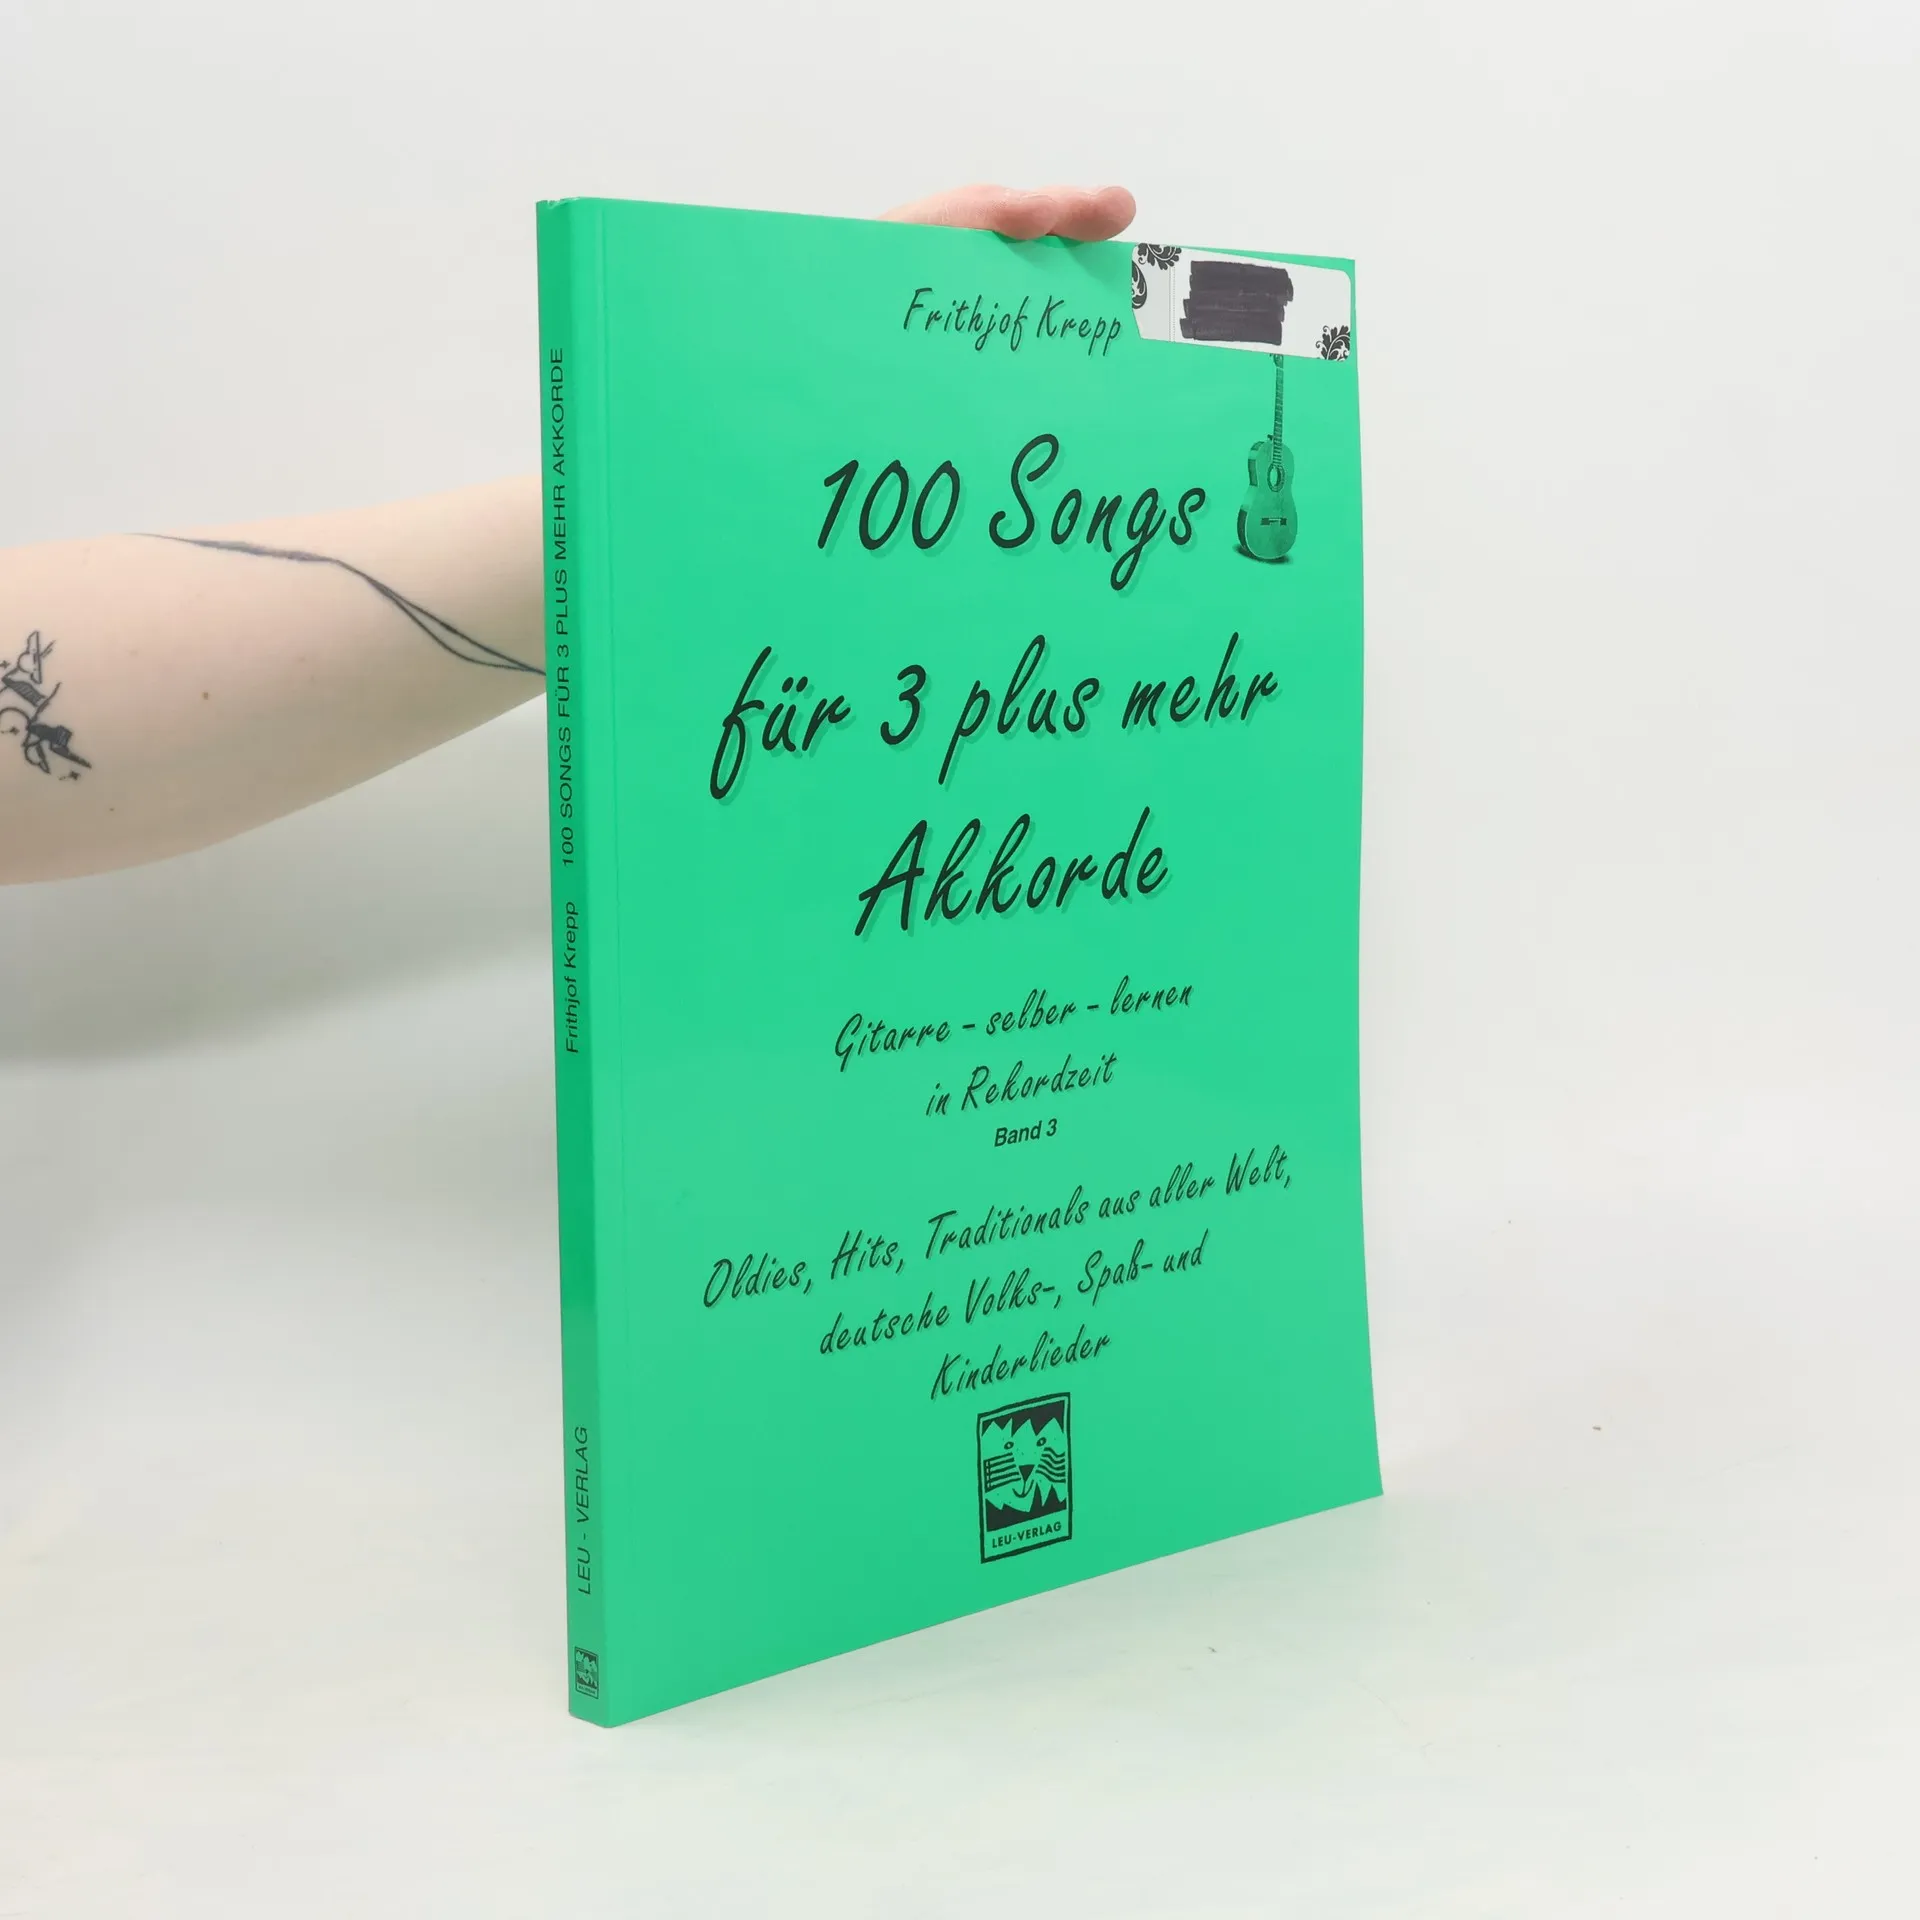 Frithjof Krepp
100 Songs
für 3 plus mehr
Akkorde
Gitarre - selber - lernen
in Rekordzeit
Band 3
Oldies, Hits, Traditionals aus aller Welt,
deutsche Volks-, Spaß- und
Kinderlieder
LEU-VERLAG
Frithjof Krepp 100 SONGS FÜR 3 PLUS MEHR AKKORDE
LEU - VERLAG